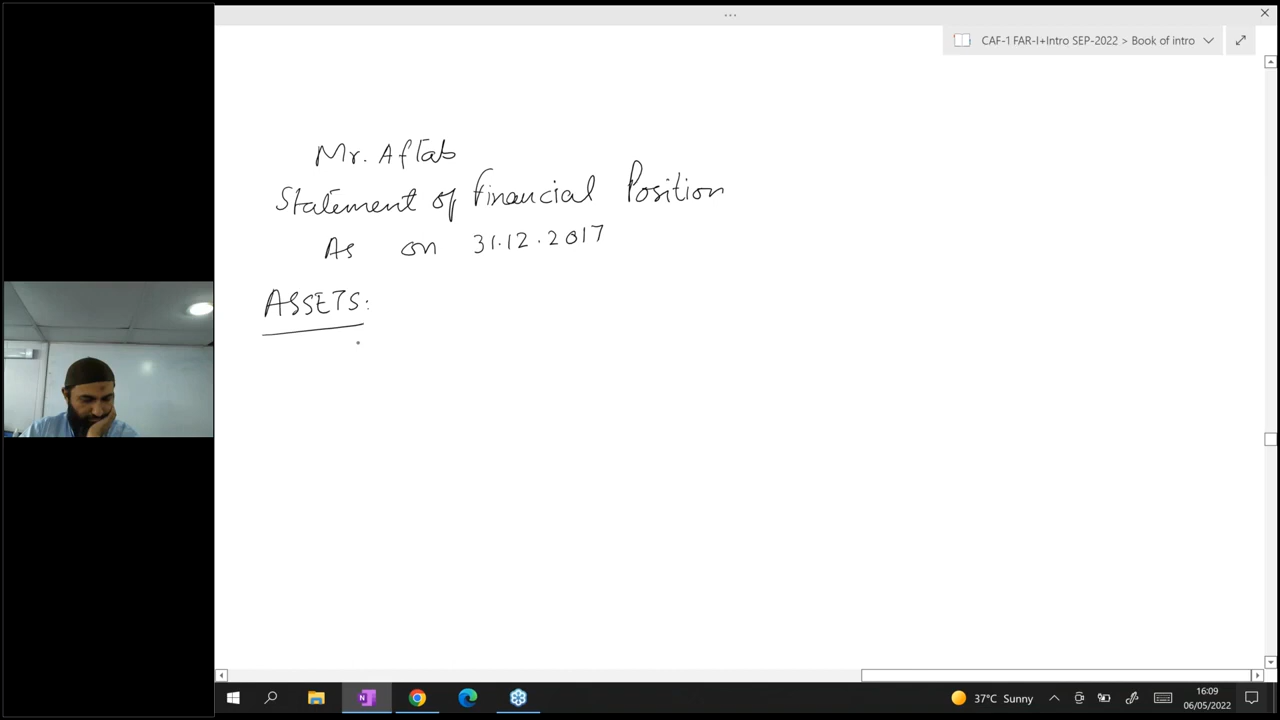 CAF-1 FAR-I+Intro SEP-2022 > Book of intro
Mr. Aftab
Statement of Financial Position
As on 31.12.2017
ASSETS:
37°C Sunny
16:09
06/05/2022